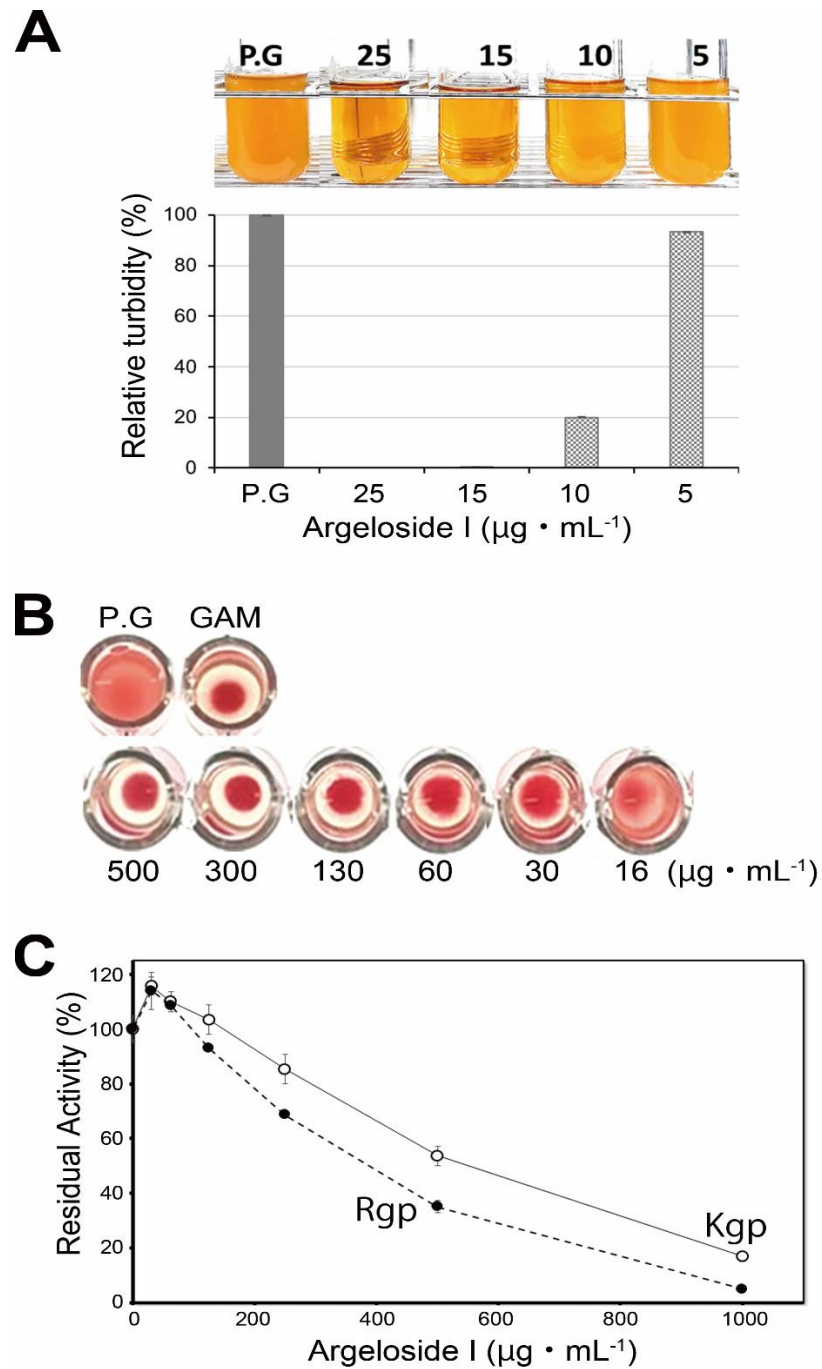 A
P.G 25 15 10 5
Relative turbidity (%)
100
80
60
40
20
0
P.G 25 15 10 5
Argeloside I (µg・mL-1)
B
P.G GAM
500 300 130 60 30 16 (µg・mL-1)
C
Residual Activity (%)
120
100
80
60
40
20
0
Rgp
Kgp
0 200 400 600 800 1000
Argeloside I (µg・mL-1)